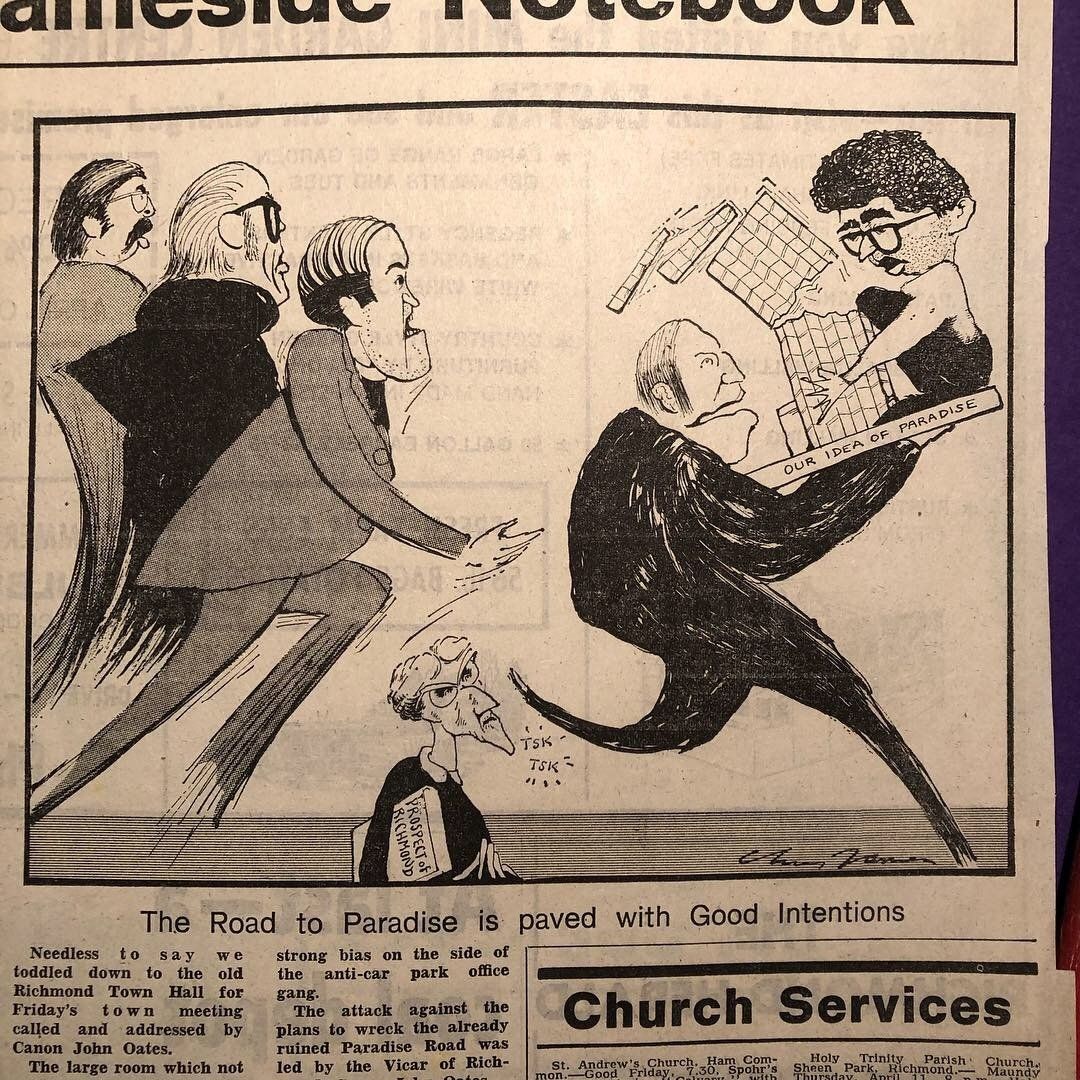 ameside Notebook
OUR IDEA OF PARADISE
TSK
TSK
PROSPECT of
RICHMOND
The Road to Paradise is paved with Good Intentions
Needless to say we
toddled down to the old
Richmond Town Hall for
Friday's town meeting
called and addressed by
Canon John Oates.
The large room which not
strong bias on the side of
the anti-car park office
gang.
The attack against the
plans to wreck the already
ruined Paradise Road was
led by the Vicar of Rich-
John Oates
Church Services
St. Andrew's Church, Ham Com-
mon.—Good Friday, 7.30, Spohr's
"Calvary," with
Holy Trinity Parish Church,
Sheen Park, Richmond.— Maundy
Thursday, April 11